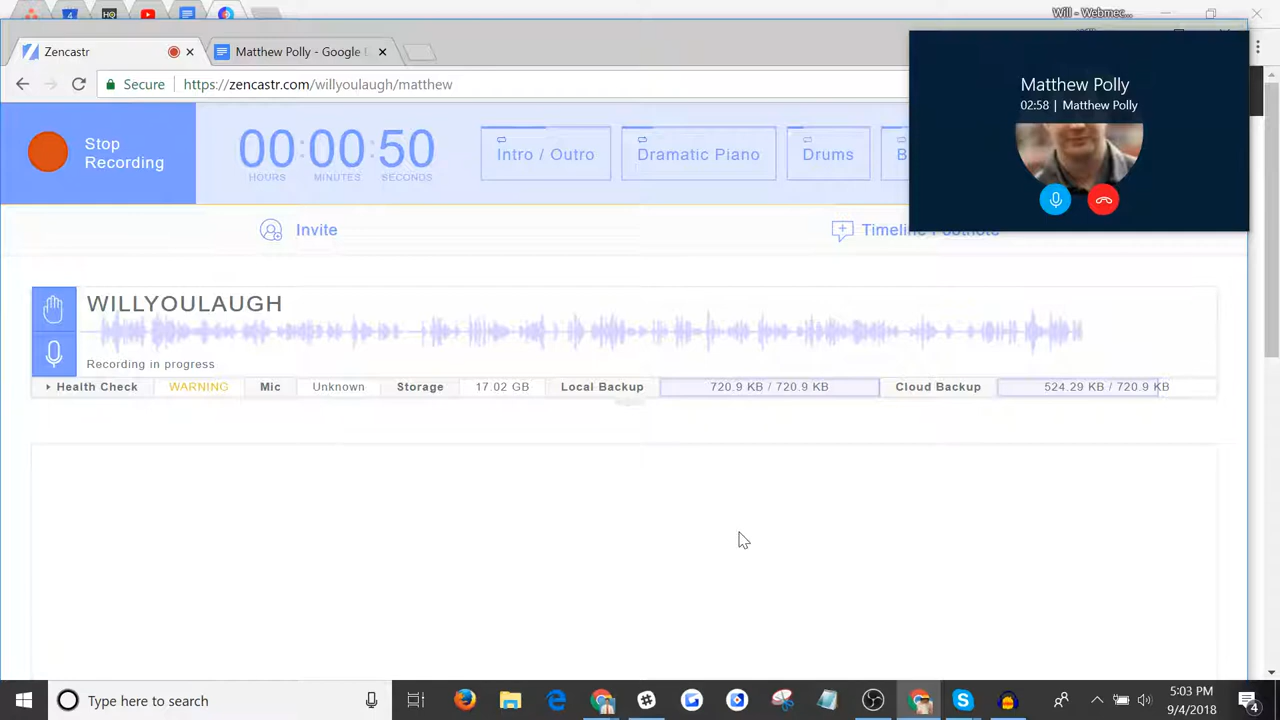 Will - Webmec...
Zencastr
Matthew Polly - Google
Secure
https://zencastr.com/willyoulaugh/matthew
Matthew Polly
02:58 | Matthew Polly
Stop
Recording
00:00:50
HOURS MINUTES SECONDS
Intro / Outro
Dramatic Piano
Drums
B
Invite
Timeline Footnote
WILLYOULAUGH
Recording in progress
Health Check WARNING Mic Unknown Storage 17.02 GB Local Backup 720.9 KB / 720.9 KB Cloud Backup 524.29 KB / 720.9 KB
Type here to search
5:03 PM
9/4/2018
4